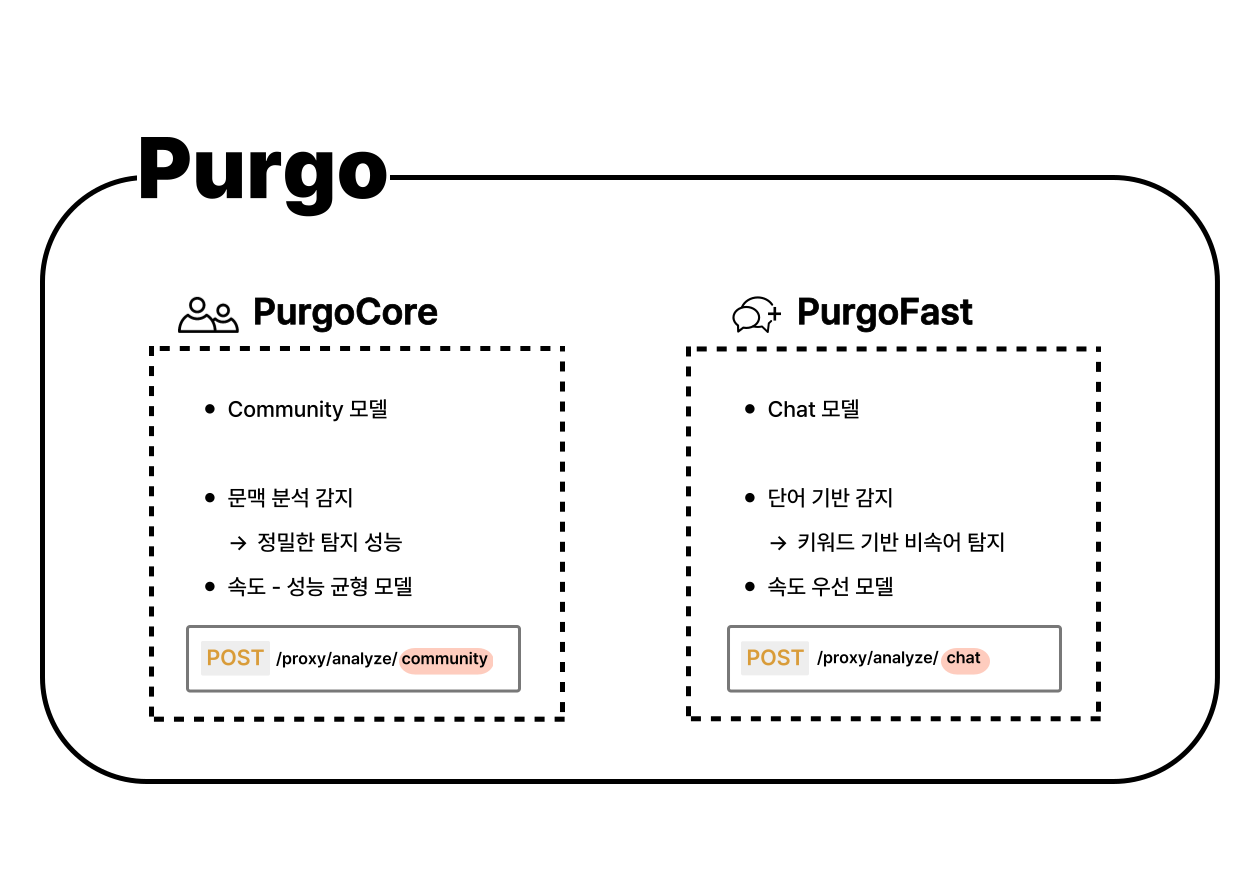 Purgo
PurgoCore
• Community 모델
• 문맥 분석 감지
→ 정밀한 탐지 성능
• 속도 - 성능 균형 모델
POST /proxy/analyze/ community
PurgoFast
• Chat 모델
• 단어 기반 감지
→ 키워드 기반 비속어 탐지
• 속도 우선 모델
POST /proxy/analyze/ chat